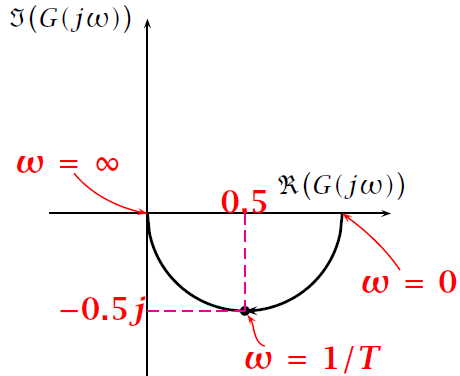 ℑ(G(jω))
ω = ∞
0.5
ℜ(G(jω))
ω = 0
−0.5j
ω = 1/T